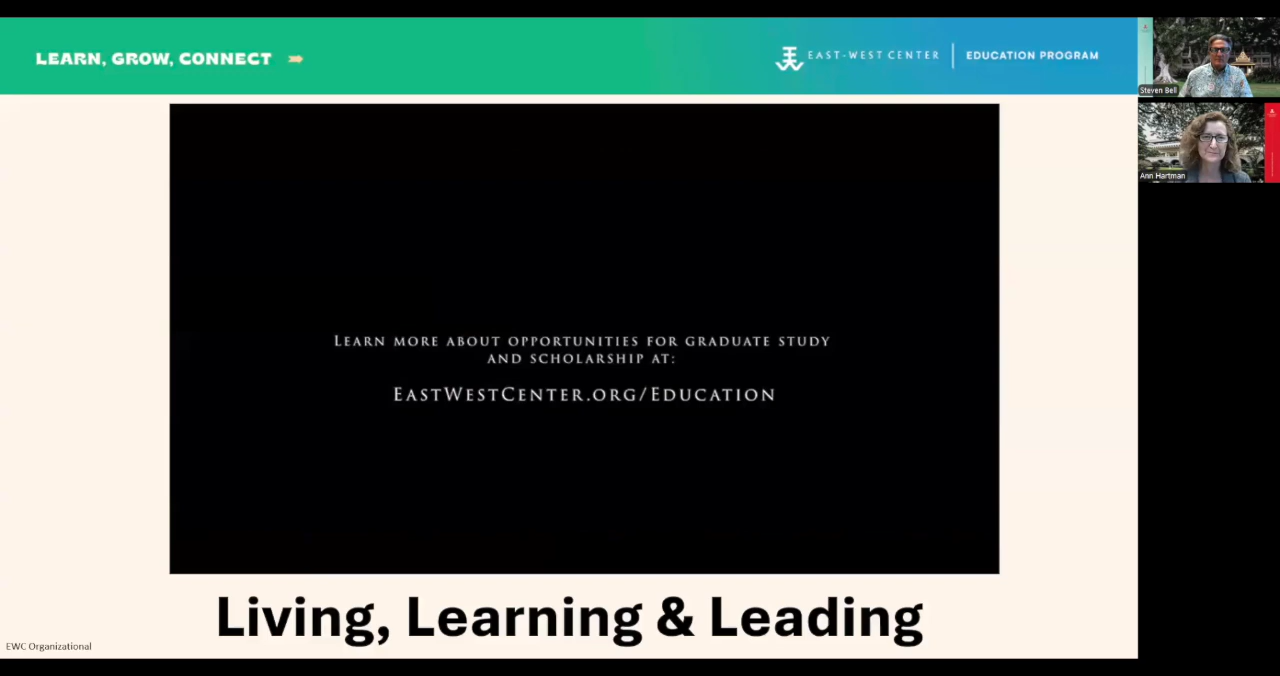 LEARN, GROW, CONNECT
EAST-WEST CENTER
EDUCATION PROGRAM
Steven Bell
Ann Hartman
LEARN MORE ABOUT OPPORTUNITIES FOR GRADUATE STUDY
AND SCHOLARSHIP AT:
EASTWESTCENTER.ORG/EDUCATION
Living, Learning & Leading
EWC Organizational